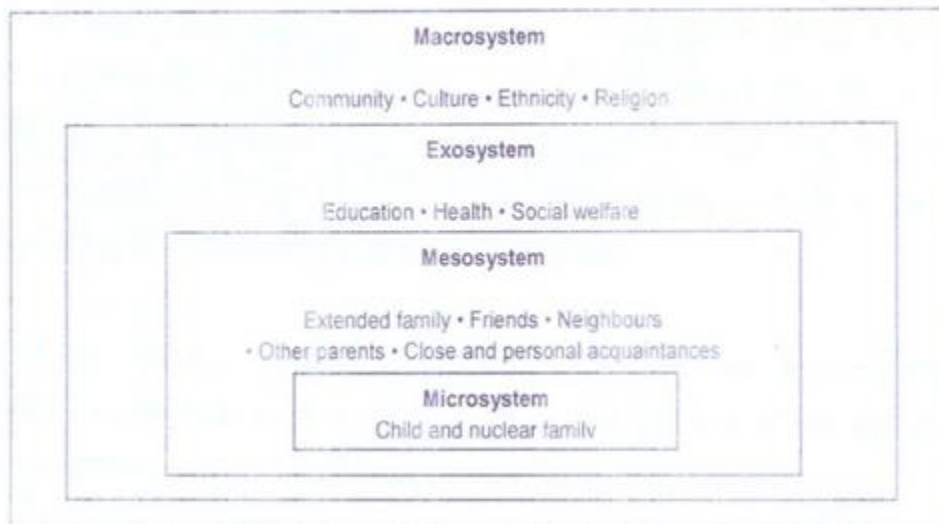 Macrosystem
Community • Culture • Ethnicity • Religion
Exosystem
Education • Health • Social welfare
Mesosystem
Extended family • Friends • Neighbours
• Other parents • Close and personal acquaintances
Microsystem
Child and nuclear family